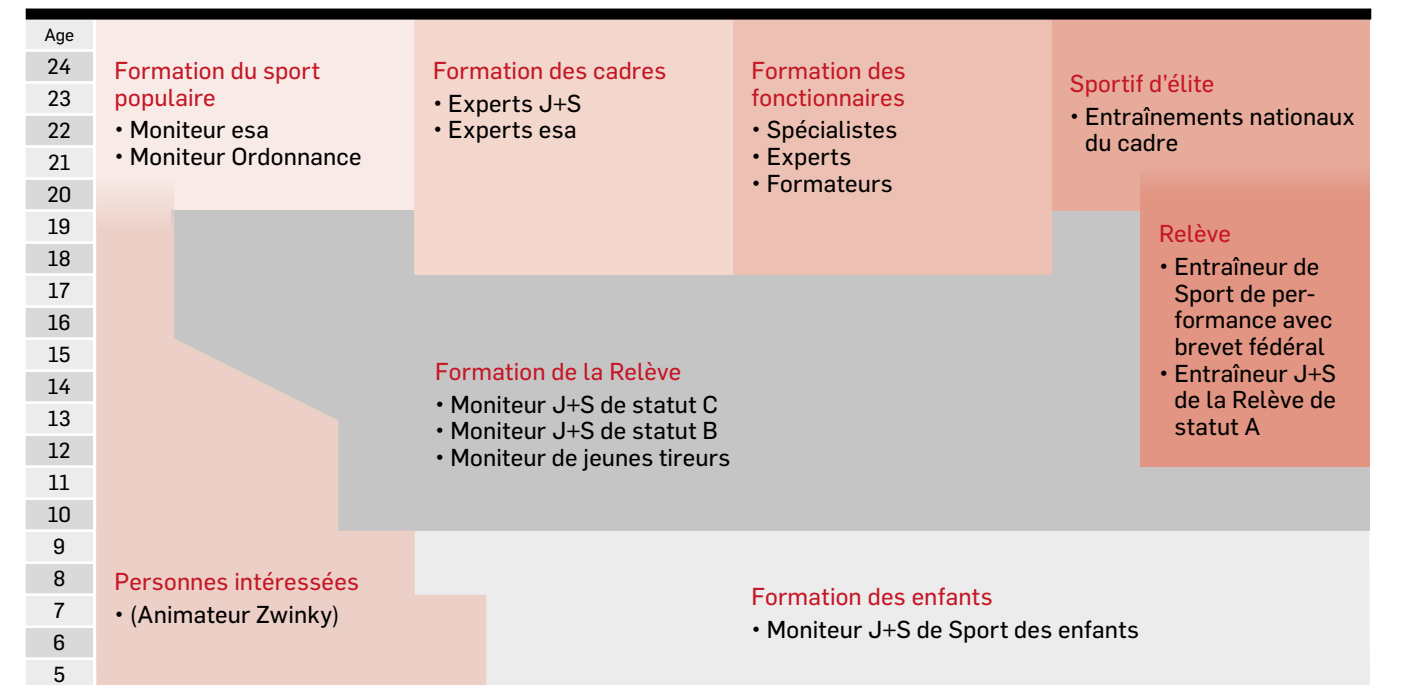 Age
24
23
22
21
20
19
18
17
16
15
14
13
12
11
10
9
8
7
6
5
Formation du sport
populaire
• Moniteur esa
• Moniteur Ordonnance
Formation des cadres
• Experts J+S
• Experts esa
Formation des
fonctionnaires
• Spécialistes
• Experts
• Formateurs
Sportif d'élite
• Entraînements nationaux
du cadre
Relève
• Entraîneur de
Sport de per-
formance avec
brevet fédéral
• Entraîneur J+S
de la Relève de
statut A
Formation de la Relève
• Moniteur J+S de statut C
• Moniteur J+S de statut B
• Moniteur de jeunes tireurs
Personnes intéressées
• (Animateur Zwinky)
Formation des enfants
• Moniteur J+S de Sport des enfants